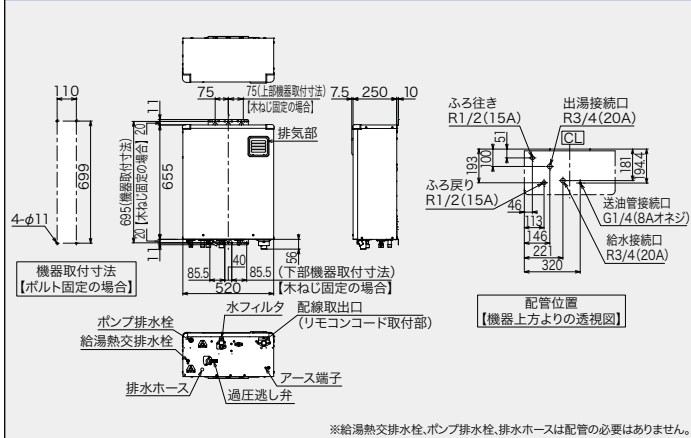 110
699
4-φ11
機器取付寸法
【ボルト固定の場合】
75
75(上部機器取付寸法)
【木ねじ固定の場合】
11
20
695(機器取付寸法)
【木ねじ固定の場合】
655
20
11
排気部
56
40
85.5
85.5
(下部機器取付寸法)
【木ねじ固定の場合】
520
7.5
250
10
ふろ往き
R1/2(15A)
出湯接続口
R3/4(20A)
CL
51
100
193
181
94.4
ふろ戻り
R1/2(15A)
46
113
146
221
320
送油管接続口
G1/4(8Aオネジ)
給水接続口
R3/4(20A)
配管位置
【機器上方よりの透視図】
ポンプ排水栓
給湯熱交排水栓
排水ホース
水フィルタ
過圧逃し弁
配線取出口
(リモコンコード取付部)
アース端子
※給湯熱交排水栓、ポンプ排水栓、排水ホースは配管の必要はありません。